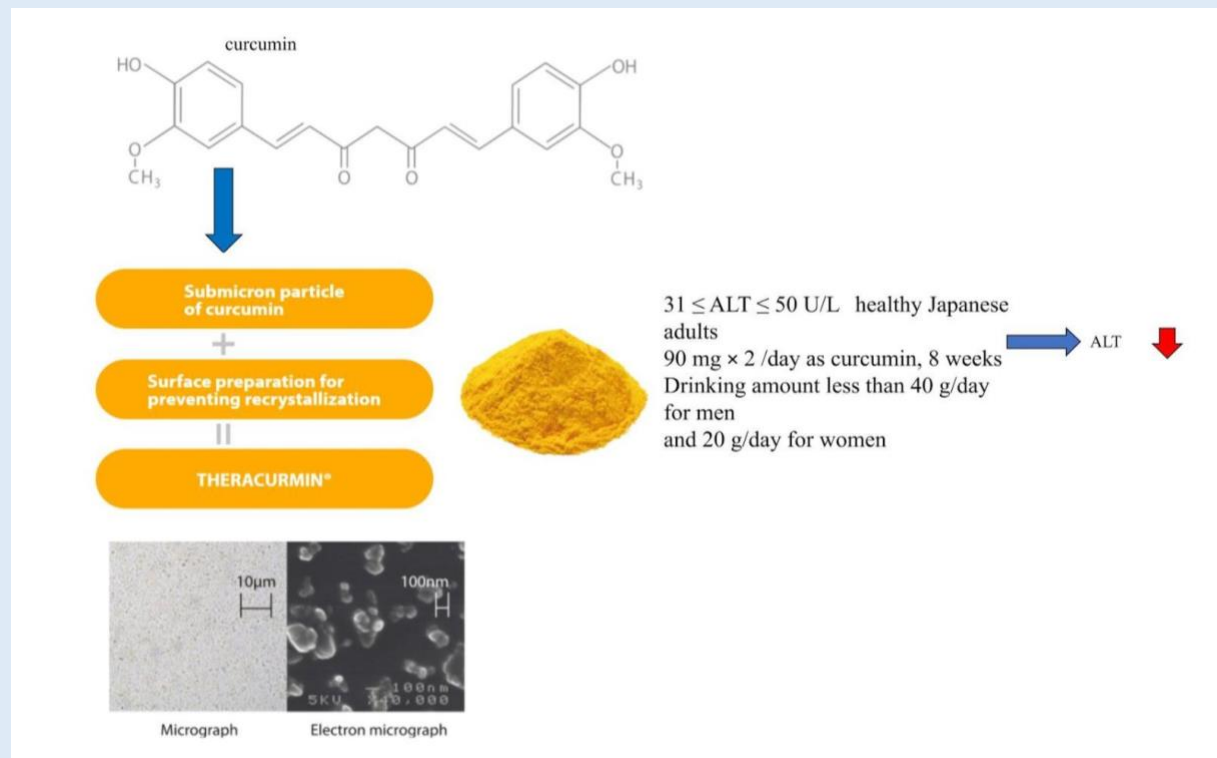 curcumin
HO
OH
O
CH3
O
O
O
CH3
Submicron particle
of curcumin
+
Surface preparation for
preventing recrystallization
=
THERACURMIN®
31 ≤ ALT ≤ 50 U/L healthy Japanese
adults
90 mg × 2 /day as curcumin, 8 weeks
Drinking amount less than 40 g/day
for men
and 20 g/day for women
ALT
10μm
100nm
100nm
5KV X40,000
Micrograph
Electron micrograph